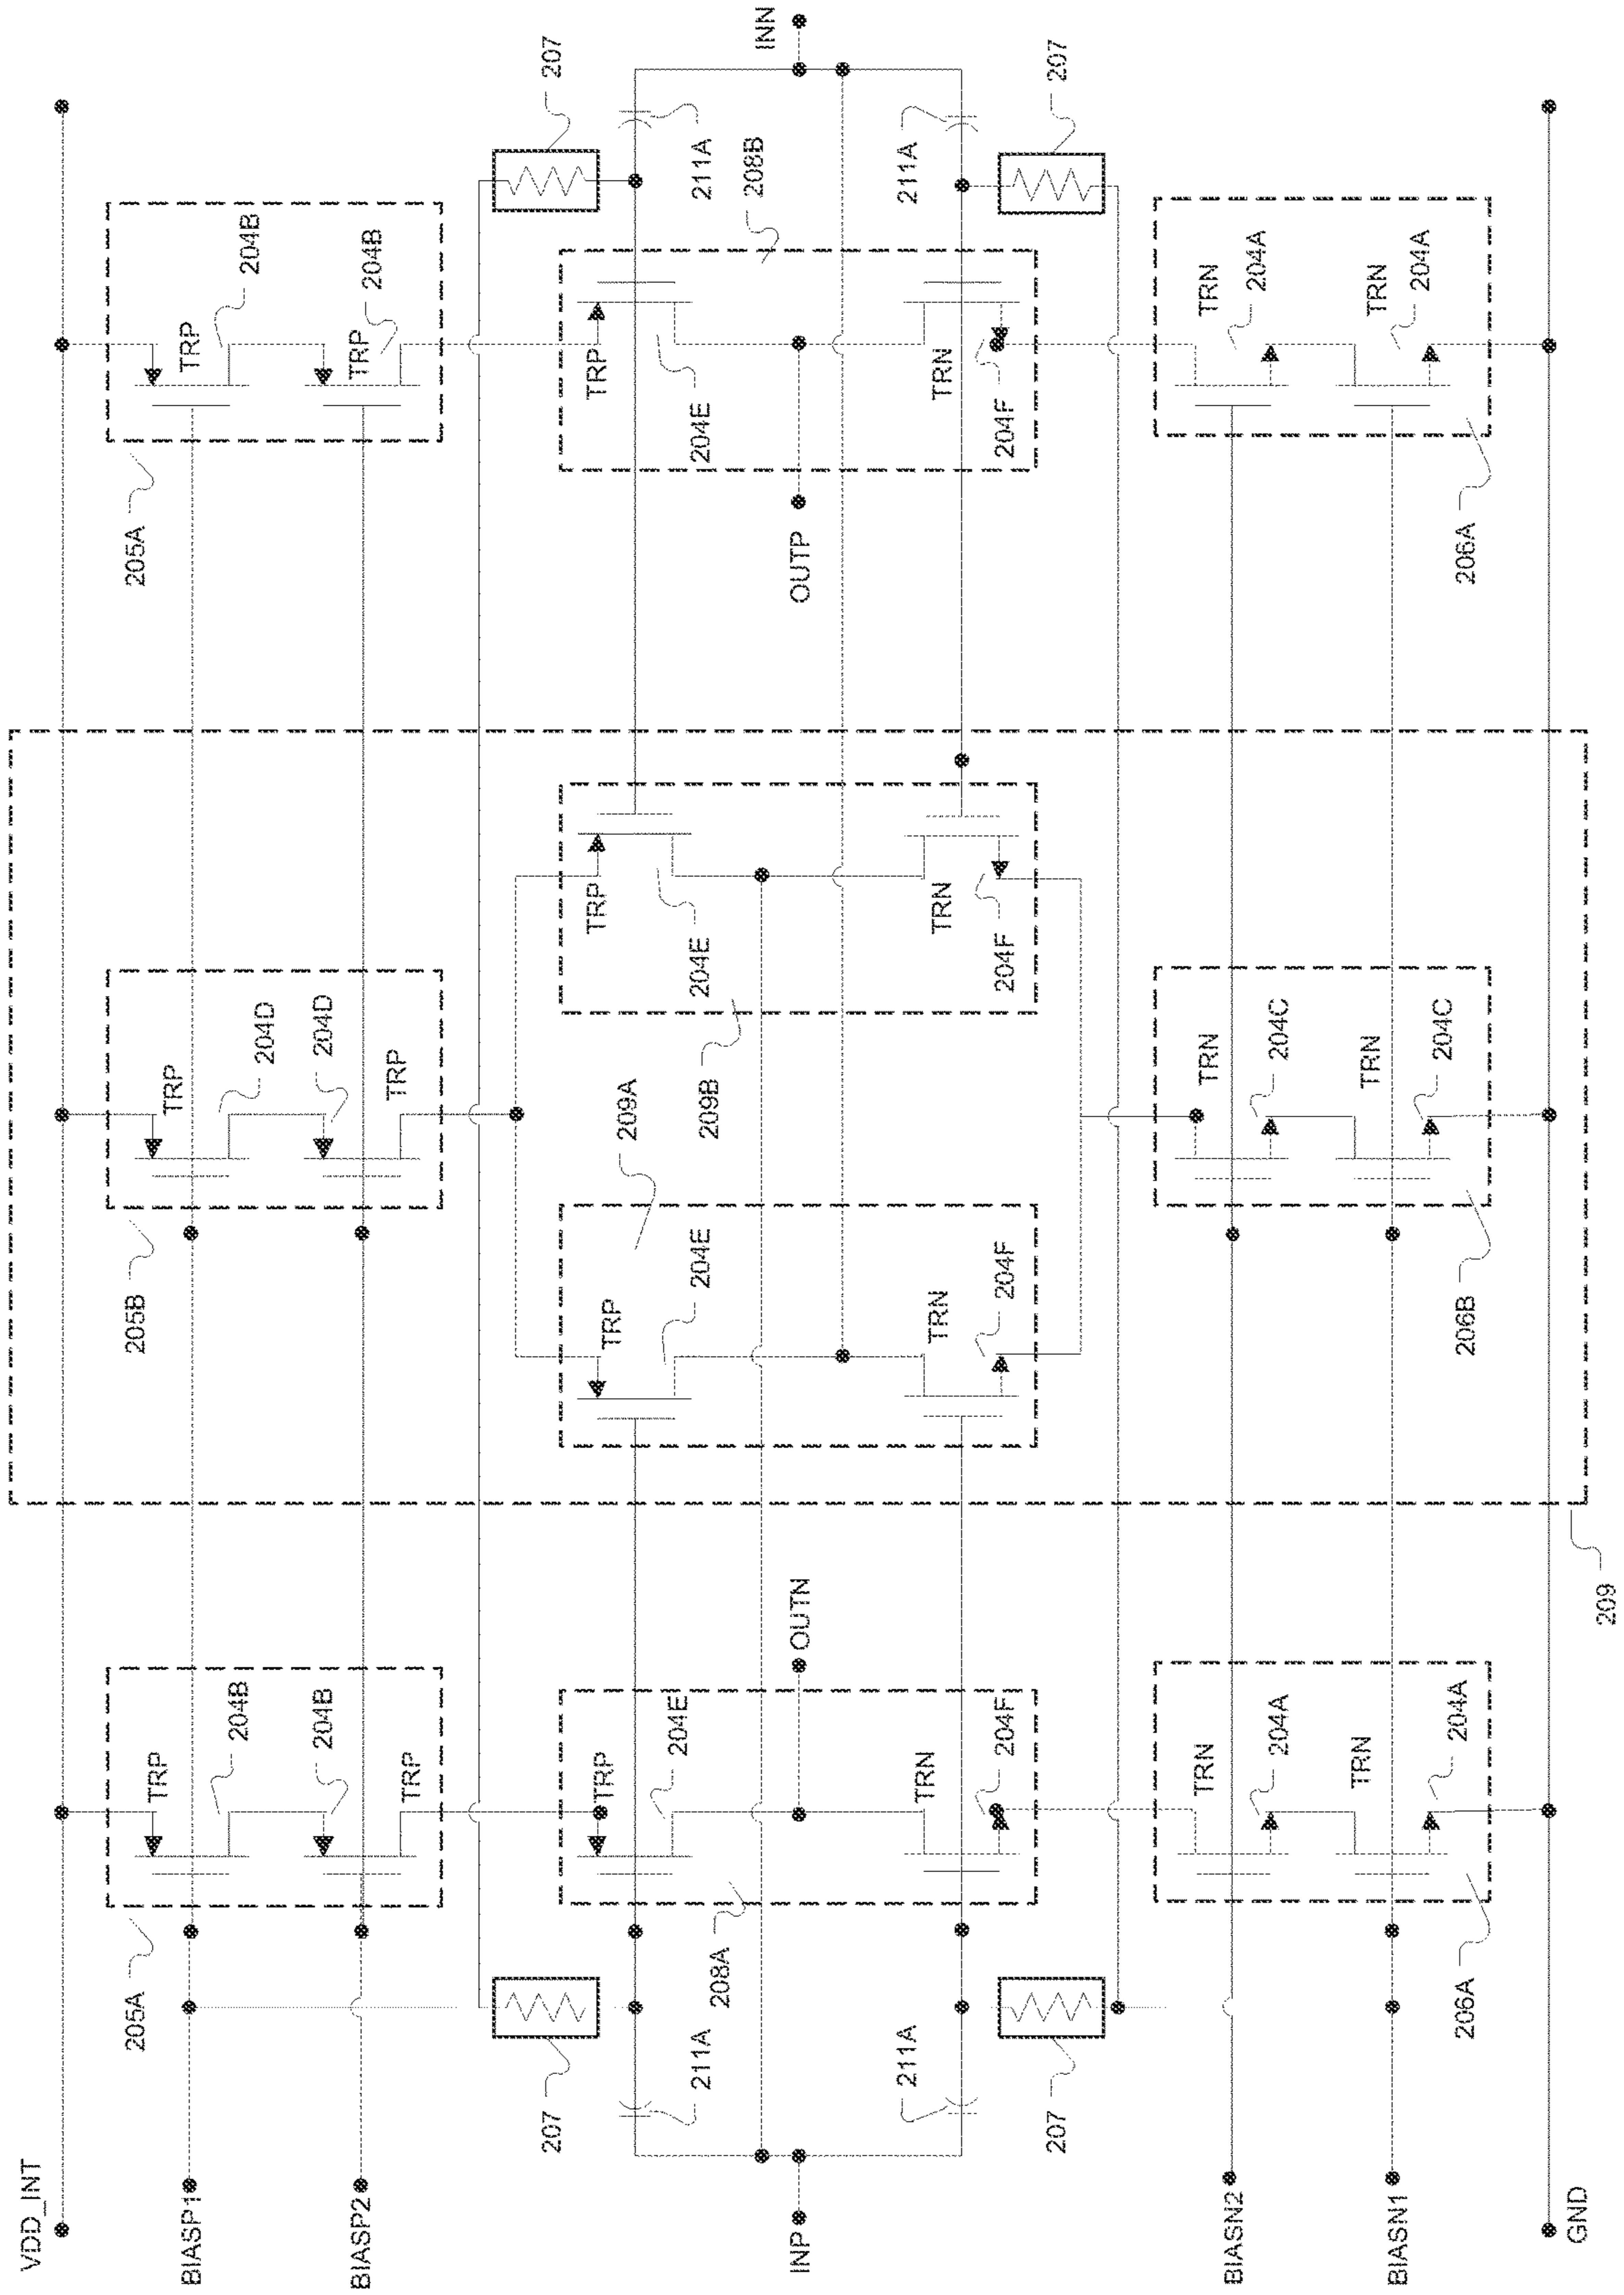 VDD_INT
205A
205B
205A
TRP
TRP
TRP
BIASP1
204B
204D
204B
204B
204D
TRP
204B
BIASP2
TRP
TRP
207
207
TRP
TRP
TRP
TRP
209A
204E
204E
204E
204E
211A
211A
208A
209B
208B
INP
OUTN
OUTP
INN
211A
211A
TRN
TRN
TRN
TRN
204F
204F
204F
204F
207
207
TRN
TRN
TRN
BIASN2
204A
204C
204A
TRN
TRN
TRN
BIASN1
204A
204C
204A
206A
206B
206A
GND
209